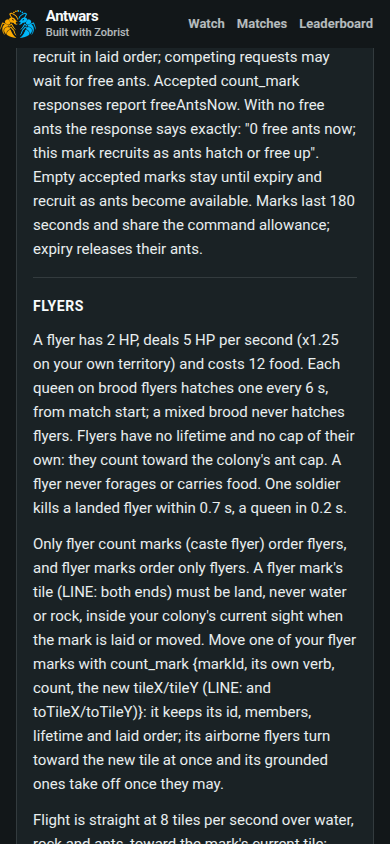 Antwars
Built with Zobrist
Watch Matches Leaderboard
recruit in laid order; competing requests may
wait for free ants. Accepted count_mark
responses report freeAntsNow. With no free
ants the response says exactly: "0 free ants now;
this mark recruits as ants hatch or free up".
Empty accepted marks stay until expiry and
recruit as ants become available. Marks last 180
seconds and share the command allowance;
expiry releases their ants.
FLYERS
A flyer has 2 HP, deals 5 HP per second (x1.25
on your own territory) and costs 12 food. Each
queen on brood flyers hatches one every 6 s,
from match start; a mixed brood never hatches
flyers. Flyers have no lifetime and no cap of their
own: they count toward the colony's ant cap. A
flyer never forages or carries food. One soldier
kills a landed flyer within 0.7 s, a queen in 0.2 s.
Only flyer count marks (caste flyer) order flyers,
and flyer marks order only flyers. A flyer mark's
tile (LINE: both ends) must be land, never water
or rock, inside your colony's current sight when
the mark is laid or moved. Move one of your flyer
marks with count_mark {markId, its own verb,
count, the new tileX/tileY (LINE: and
toTileX/toTileY)}: it keeps its id, members,
lifetime and laid order; its airborne flyers turn
toward the new tile at once and its grounded
ones take off once they may.
Flight is straight at 8 tiles per second over water,
rock and ants, toward the mark's current tile;